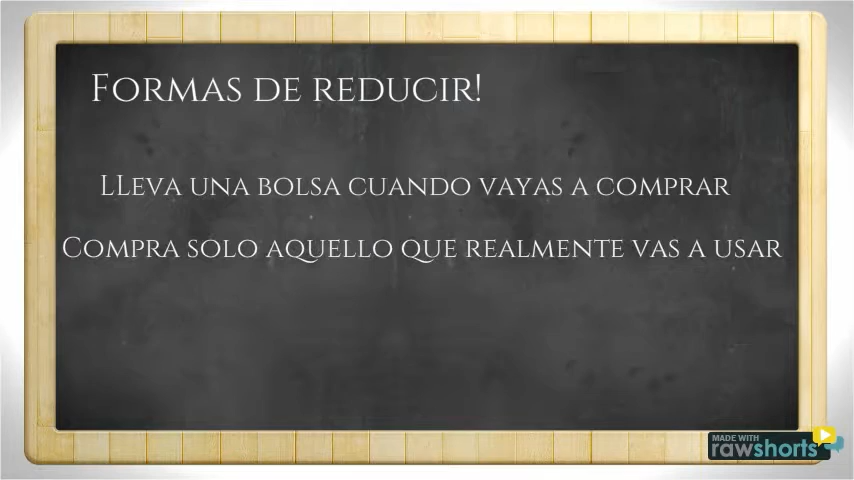 Formas de reducir!
LLeva una bolsa cuando vayas a comprar
Compra solo aquello que realmente vas a usar
MADE WITH
rawshorts